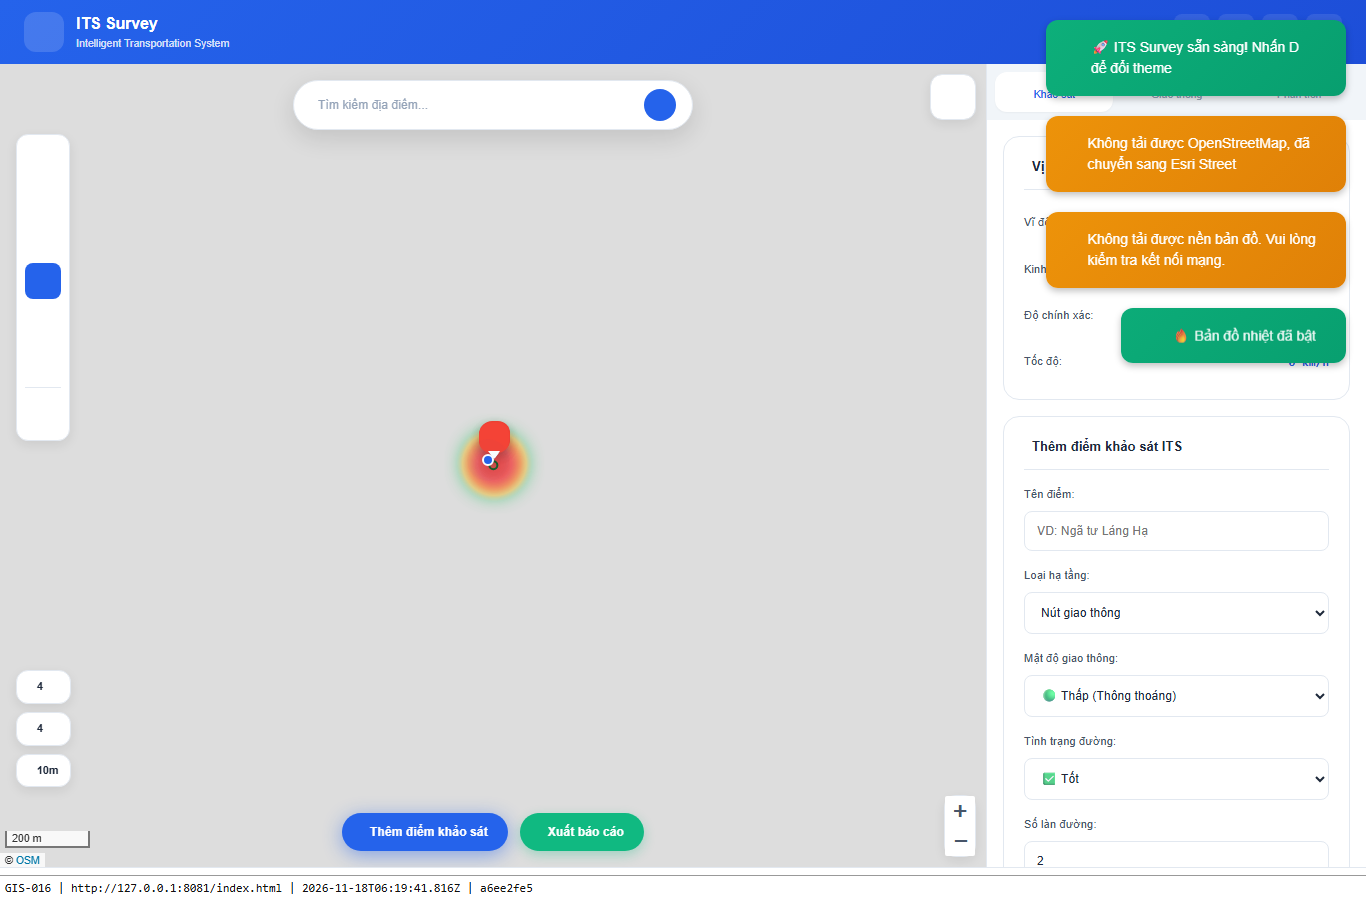 ITS Survey
Intelligent Transportation System
🚀 ITS Survey sẵn sàng! Nhấn D
để đổi theme
Không tải được OpenStreetMap, đã
chuyển sang Esri Street
Không tải được nền bản đồ. Vui lòng
kiểm tra kết nối mạng.
🔥 Bản đồ nhiệt đã bật
Tìm kiếm địa điểm...
Độ chính xác:
Tốc độ:
Thêm điểm khảo sát ITS
Tên điểm:
VD: Ngã tư Láng Hạ
Loại hạ tầng:
Nút giao thông
Mật độ giao thông:
🟢 Thấp (Thông thoáng)
Tình trạng đường:
✅ Tốt
Số làn đường:
2
4
4
10m
Thêm điểm khảo sát
Xuất báo cáo
+
−
200 m
© OSM
GIS-016 | http://127.0.0.1:8081/index.html | 2026-11-18T06:19:41.816Z | a6ee2fe5